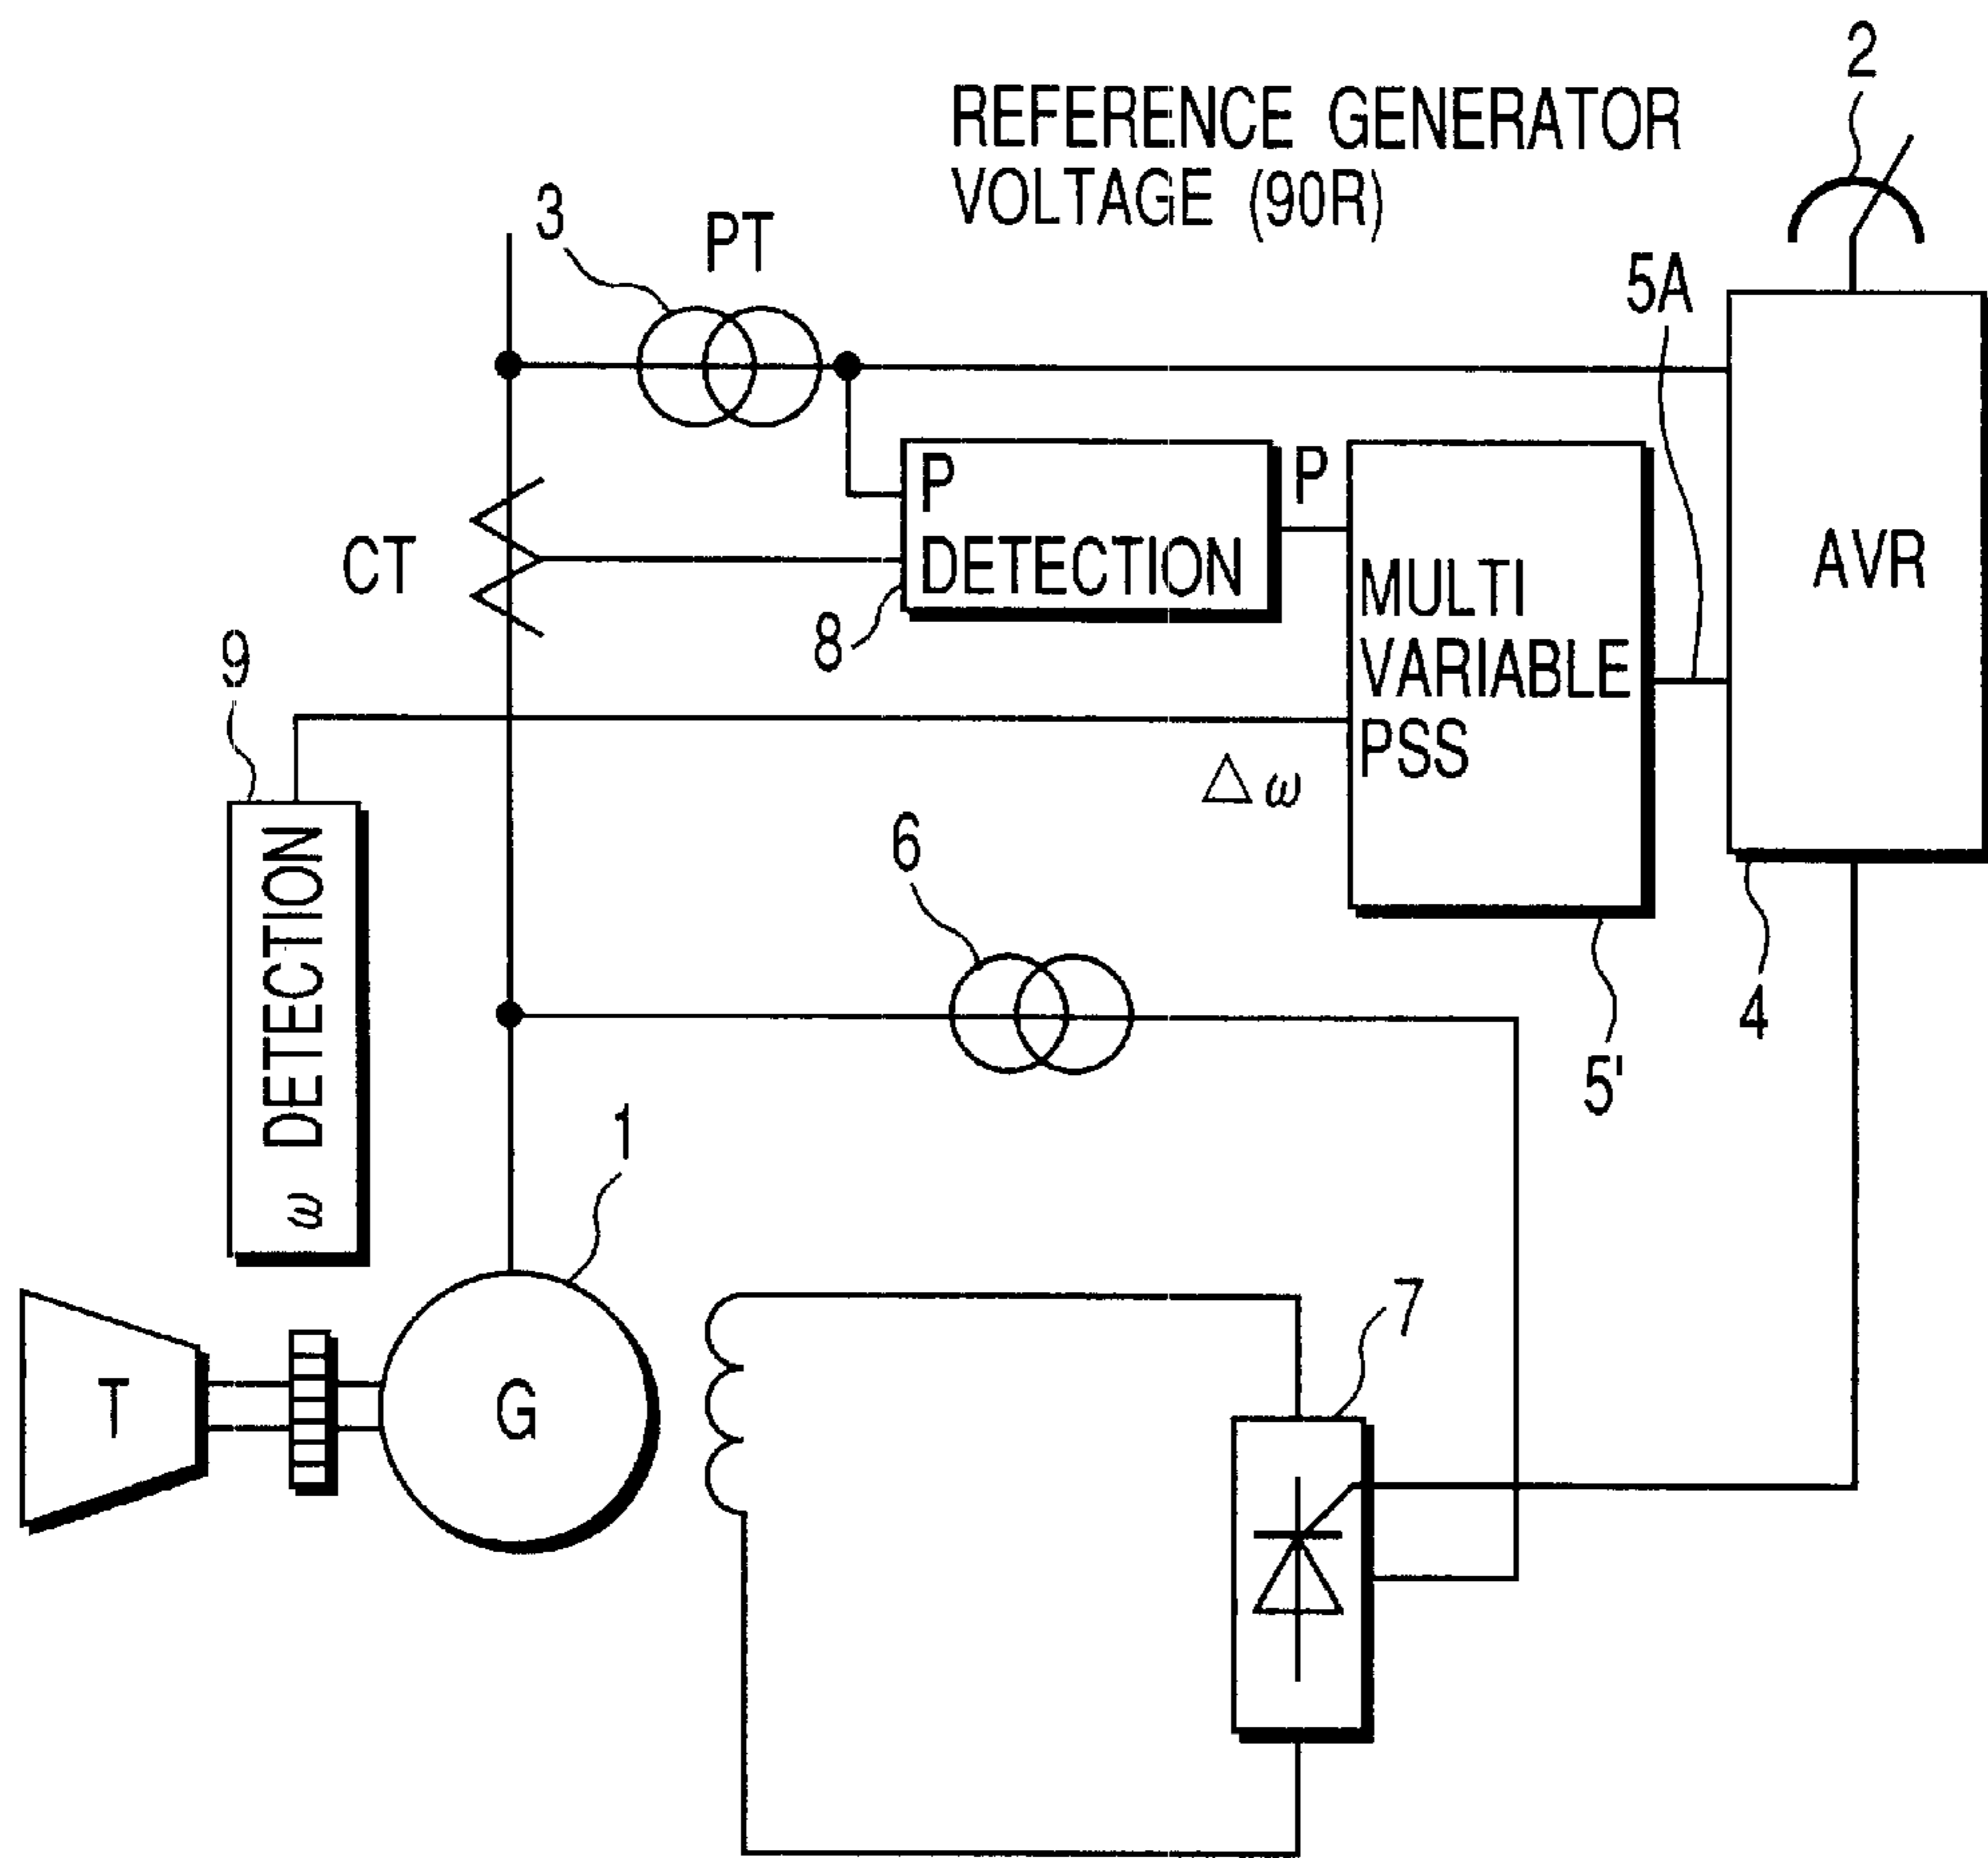 2
REFERENCE GENERATOR
VOLTAGE (90R)
3
PT
5A
P
DETECTION
P
CT
MULTI
VARIABLE
PSS
AVR
8
9
Δω
6
ω DETECTION
4
5'
1
7
T
G